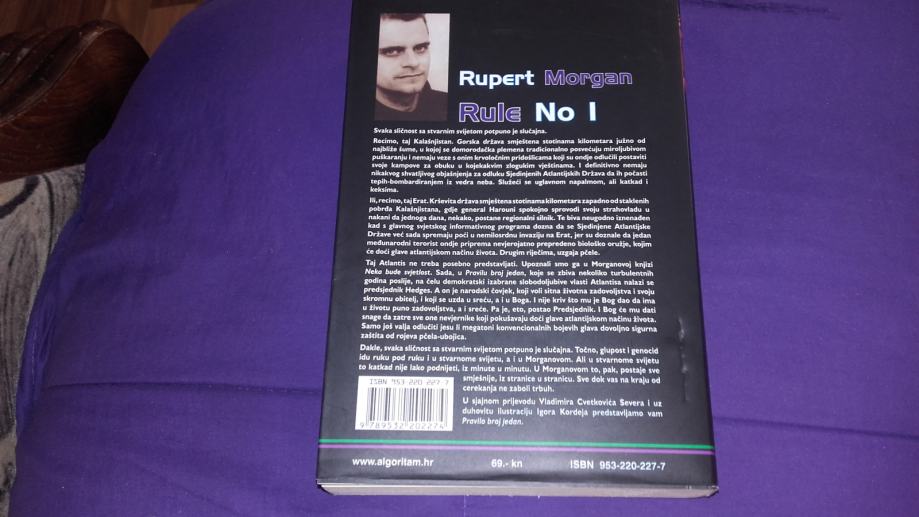 Rupert Morgan
Rule No 1
Svaka sličnost sa stvarnim svijetom potpuno je slučajna.
Recimo, taj Kalašnjistan. Gorska država smještena stotinama kilometara južno od
najbliže šume, u kojoj se domorodačka plemena tradicionalno posvećuju miroljubivom
puškaranju i nemaju veze s onim krvoločnim pridošlicama koji su ondje odlučili postaviti
svoje kampove za obuku u kojekakvim zlogukim vještinama. I definitivno nemaju
nikakvog shvatljivog objašnjenja za odluku Sjedinjenih Atlantijskih Država da ih počasti
tepih-bombardiranjem iz vedra neba. Služeći se uglavnom napalmom, ali katkad i
keksima.
Ili, recimo, taj Erat. Krševita država smještena stotinama kilometara zapadno od staklenih
pobrđa Kalašnjistana, gdje general Harouni spokojno sprovodi svoju strahovladu u
nakani da jednoga dana, nekako, postane regionalni silnik. Te biva neugodno iznenađen
kad s glavnog svjetskog informativnog programa dozna da se Sjedinjene Atlantijske
Države već sada spremaju poći u nemilosrdnu invaziju na Erat, jer su doznale da jedan
međunarodni terorist ondje priprema nevjerojatno prepredeno biološko oružje, kojim
će doći glave atlantijskom načinu života. Drugim riječima, uzgaja pčele.
Taj Atlantis ne treba posebno predstavljati. Upoznali smo ga u Morganovoj knjizi
Neka bude svjetlost. Sada, u Pravilu broj jedan, koje se zbiva nekoliko turbulentnih
godina poslije, na čelu demokratski izabrane slobodoljubive vlasti Atlantisa nalazi se
predsjednik Hedges. A on je narodski čovjek, koji voli sitna životna zadovoljstva i svoju
skromnu obitelj, i koji se uzda u sreću, a i u Boga. I nije kriv što mu je Bog dao da ima
u životu puno zadovoljstva, a i sreće. Pa je, eto, postao Predsjednik. I Bog će mu dati
snage da zatre sve one nevjernike koji pokušavaju doći glave atlantijskom načinu života.
Samo još valja odlučiti jesu li megatoni konvencionalnih bojevih glava dovoljno sigurna
zaštita od rojeva pčela-ubojica.
Dakle, svaka sličnost sa stvarnim svijetom potpuno je slučajna. Točno, glupost i genocid
idu ruku pod ruku i u stvarnome svijetu, a i u Morganovom. Ali u stvarnome svijetu
to katkad nije lako podnijeti, iz minute u minutu. U Morganovom to, pak, postaje sve
smješnije, iz stranice u stranicu. Sve dok vas na kraju od
cerekanja ne zaboli trbuh.
U sjajnom prijevodu Vladimira Cvetkovića Severa i uz
duhovitu ilustraciju Igora Kordeja predstavljamo vam
Pravilo broj jedan.
ISBN 953-220-227-7
9789532202274
www.algoritam.hr 69.- kn ISBN 953-220-227-7